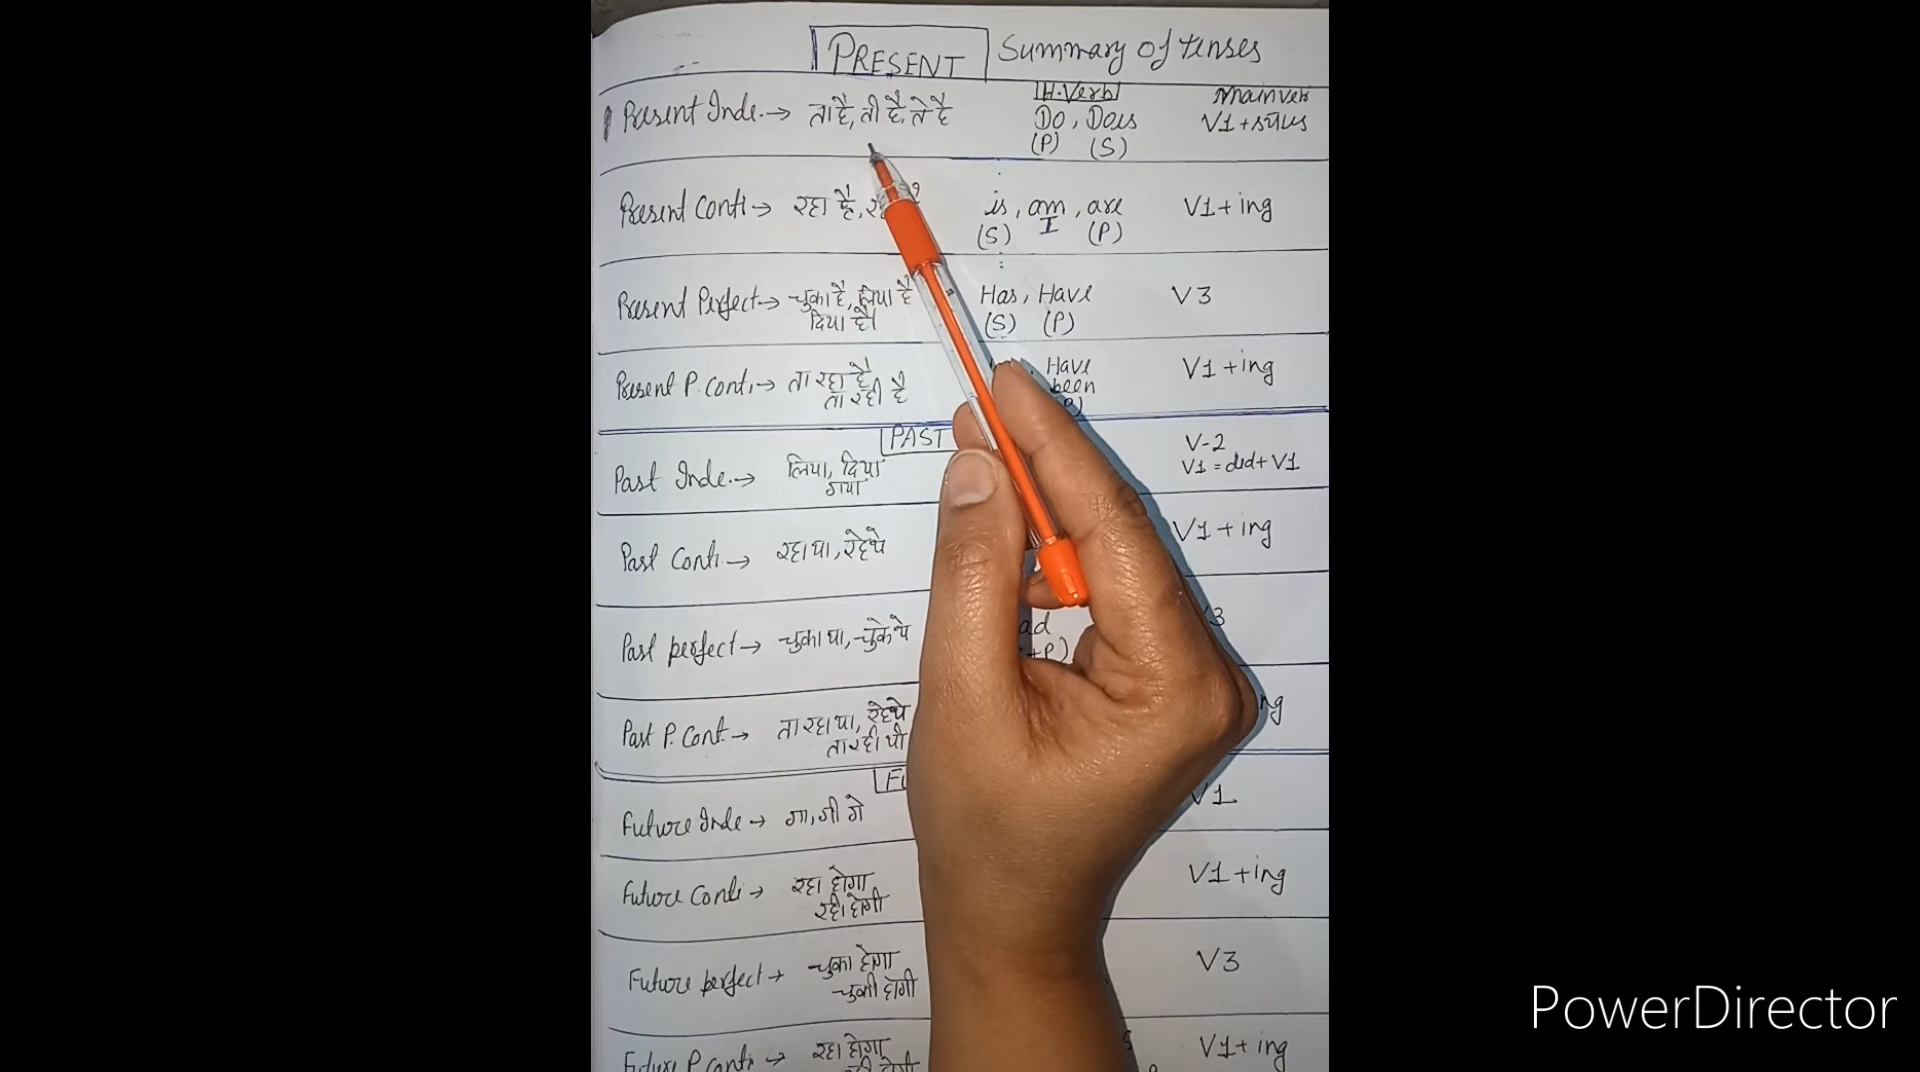 PRESENT Summary of tenses
H.Verb
Present Inde.→ ता है, ती है, ते है Do, Does V1+s/es
(P) (S)
Present Conti→ रहा है, is, am, are V1+ing
(S) I (P)
Present Perfect→ चुका है, लिया है Has, Have V3
दिया है। (S) (P)
Present P. Cont.→ ता रहा है Have V1+ing
ता रही है been
PAST
Past Inde.→ लिया, दिया V-2
गया V1=did+V1
Past Conti.→ रहा था, रहे थे V1+ing
Past perfect→ चुका था, चुके थे
Past P. Cont.→ ता रहा था, रहे थे
ता रही थी
Future Inde→ गा, गी गे V1
Future Conti→ रहा होगा V1+ing
रही होगी
Future perfect→ चुका होगा V3
चुकी होगी
Future P Conti→ रहा होगा V1+ing
PowerDirector